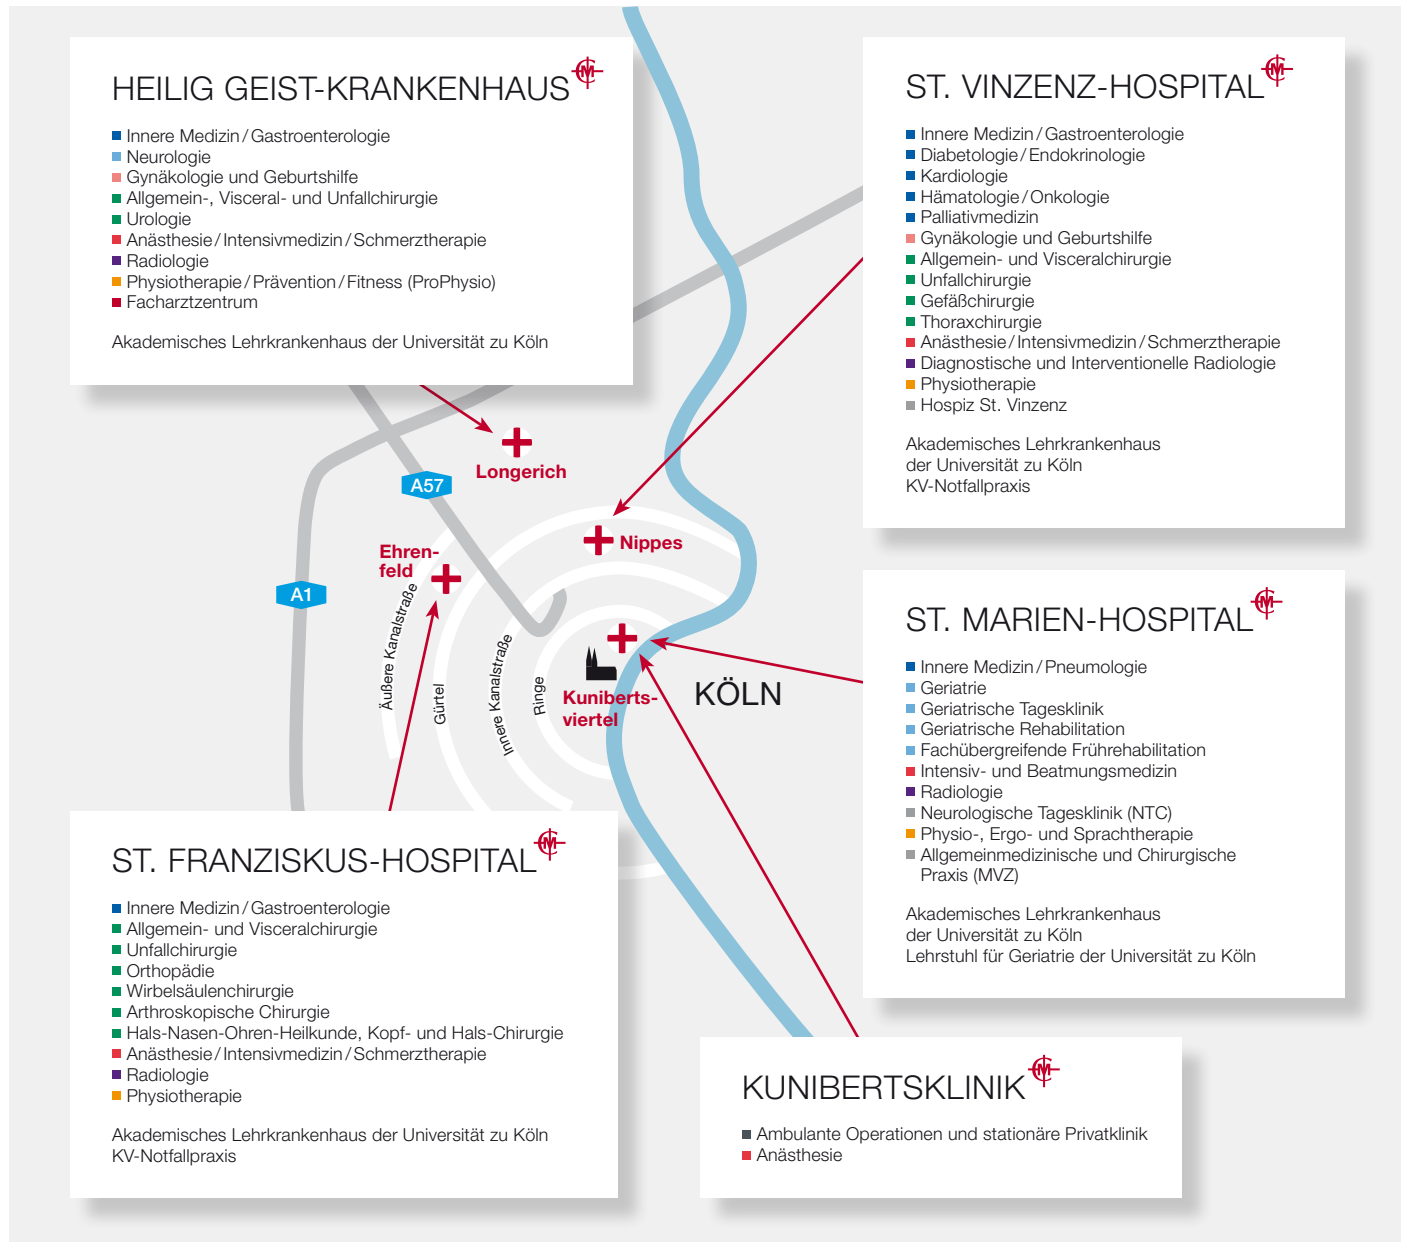 HEILIG GEIST-KRANKENHAUS
Innere Medizin/Gastroenterologie
Neurologie
Gynäkologie und Geburtshilfe
Allgemein-, Visceral- und Unfallchirurgie
Urologie
Anästhesie/Intensivmedizin/Schmerztherapie
Radiologie
Physiotherapie/Prävention/Fitness (ProPhysio)
Facharztzentrum
Akademisches Lehrkrankenhaus der Universität zu Köln
ST. VINZENZ-HOSPITAL
Innere Medizin/Gastroenterologie
Diabetologie/Endokrinologie
Kardiologie
Hämatologie/Onkologie
Palliativmedizin
Gynäkologie und Geburtshilfe
Allgemein- und Visceralchirurgie
Unfallchirurgie
Gefäßchirurgie
Thoraxchirurgie
Anästhesie/Intensivmedizin/Schmerztherapie
Diagnostische und Interventionelle Radiologie
Physiotherapie
Hospiz St. Vinzenz
Akademisches Lehrkrankenhaus
der Universität zu Köln
KV-Notfallpraxis
Longerich
A57
Nippes
Ehren-
feld
A1
Äußere Kanalstraße
Gürtel
Innere Kanalstraße
Ringe
Kuniberts-
viertel
KÖLN
ST. MARIEN-HOSPITAL
Innere Medizin/Pneumologie
Geriatrie
Geriatrische Tagesklinik
Geriatrische Rehabilitation
Fachübergreifende Frührehabilitation
Intensiv- und Beatmungsmedizin
Radiologie
Neurologische Tagesklinik (NTC)
Physio-, Ergo- und Sprachtherapie
Allgemeinmedizinische und Chirurgische
Praxis (MVZ)
Akademisches Lehrkrankenhaus
der Universität zu Köln
Lehrstuhl für Geriatrie der Universität zu Köln
ST. FRANZISKUS-HOSPITAL
Innere Medizin/Gastroenterologie
Allgemein- und Visceralchirurgie
Unfallchirurgie
Orthopädie
Wirbelsäulenchirurgie
Arthroskopische Chirurgie
Hals-Nasen-Ohren-Heilkunde, Kopf- und Hals-Chirurgie
Anästhesie/Intensivmedizin/Schmerztherapie
Radiologie
Physiotherapie
Akademisches Lehrkrankenhaus der Universität zu Köln
KV-Notfallpraxis
KUNIBERTSKLINIK
Ambulante Operationen und stationäre Privatklinik
Anästhesie